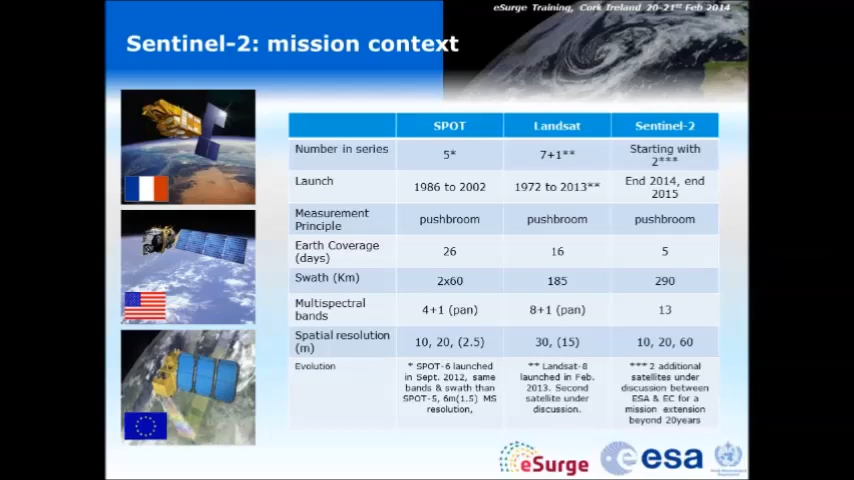 eSurge Training, Cork Ireland 20-21st Feb 2014
Sentinel-2: mission context
SPOT Landsat Sentinel-2
Number in series 5* 7+1** Starting with 2***
Launch 1986 to 2002 1972 to 2013** End 2014, end 2015
Measurement Principle pushbroom pushbroom pushbroom
Earth Coverage (days) 26 16 5
Swath (Km) 2x60 185 290
Multispectral bands 4+1 (pan) 8+1 (pan) 13
Spatial resolution (m) 10, 20, (2.5) 30, (15) 10, 20, 60
Evolution
* SPOT-6 launched
in Sept. 2012, same
bands & swath than
SPOT-5, 6m(1.5) MS
resolution,
** Landsat-8
launched in Feb.
2013. Second
satellite under
discussion.
*** 2 additional
satellites under
discussion between
ESA & EC for a
mission extension
beyond 20years
eSurge
esa